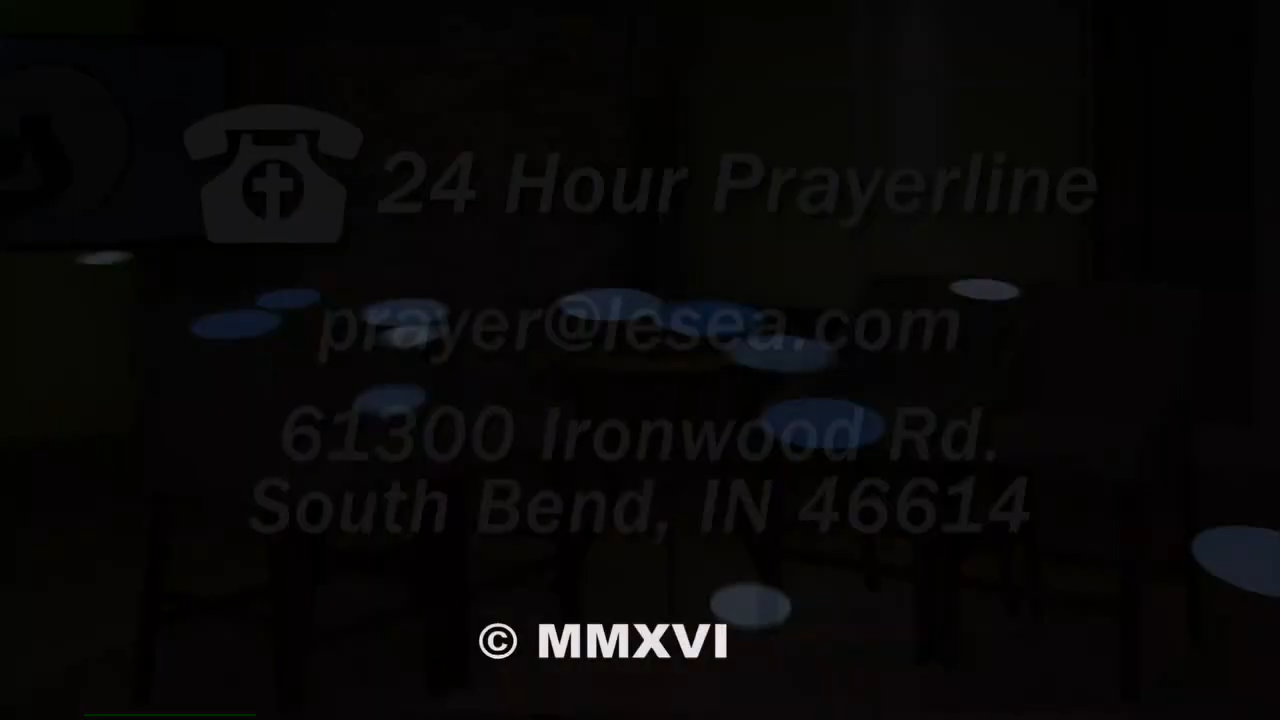 24 Hour Prayerline
prayer@lesea.com
61300 Ironwood Rd.
South Bend, IN 46614
© MMXVI